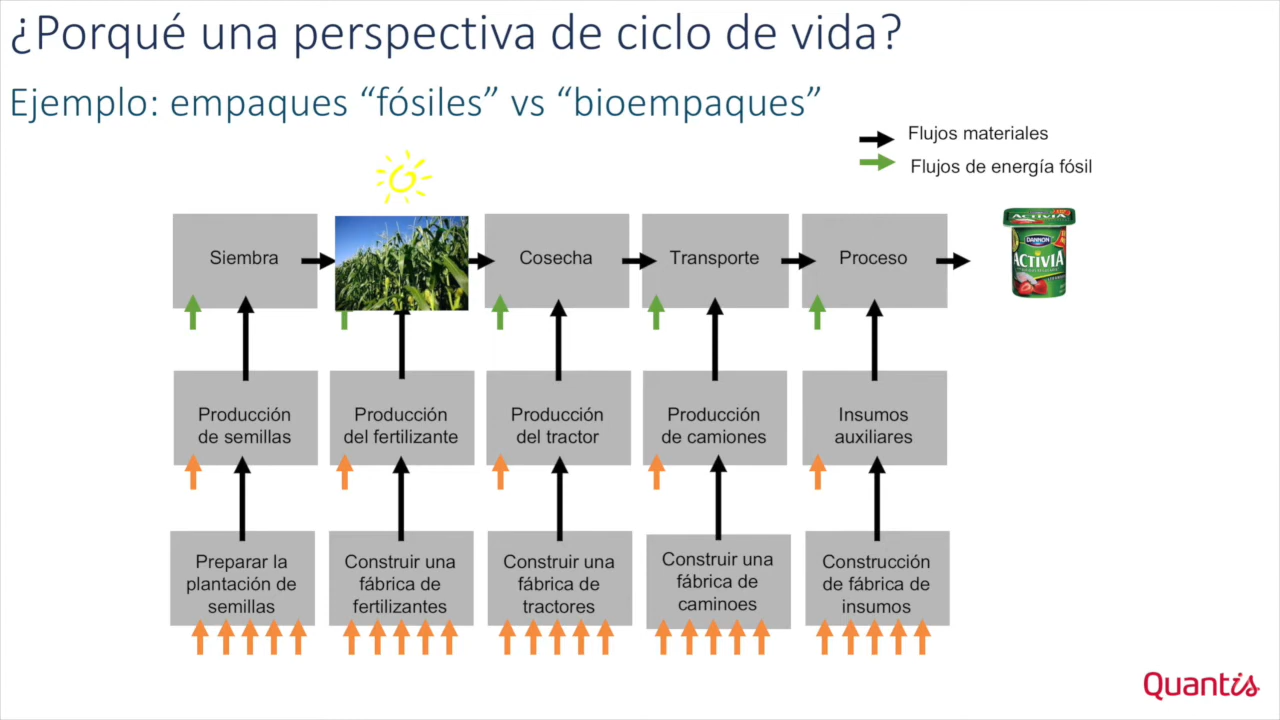 ¿Porqué una perspectiva de ciclo de vida?
Ejemplo: empaques “fósiles” vs “bioempaques”
Flujos materiales
Flujos de energía fósil
Siembra
Cosecha
Transporte
Proceso
ACTIVIA
DANNON
ACTIVIA
Producción
de semillas
Producción
del fertilizante
Producción
del tractor
Producción
de camiones
Insumos
auxiliares
Preparar la
plantación de
semillas
Construir una
fábrica de
fertilizantes
Construir una
fábrica de
tractores
Construir una
fábrica de
caminoes
Construcción
de fábrica de
insumos
Quantis